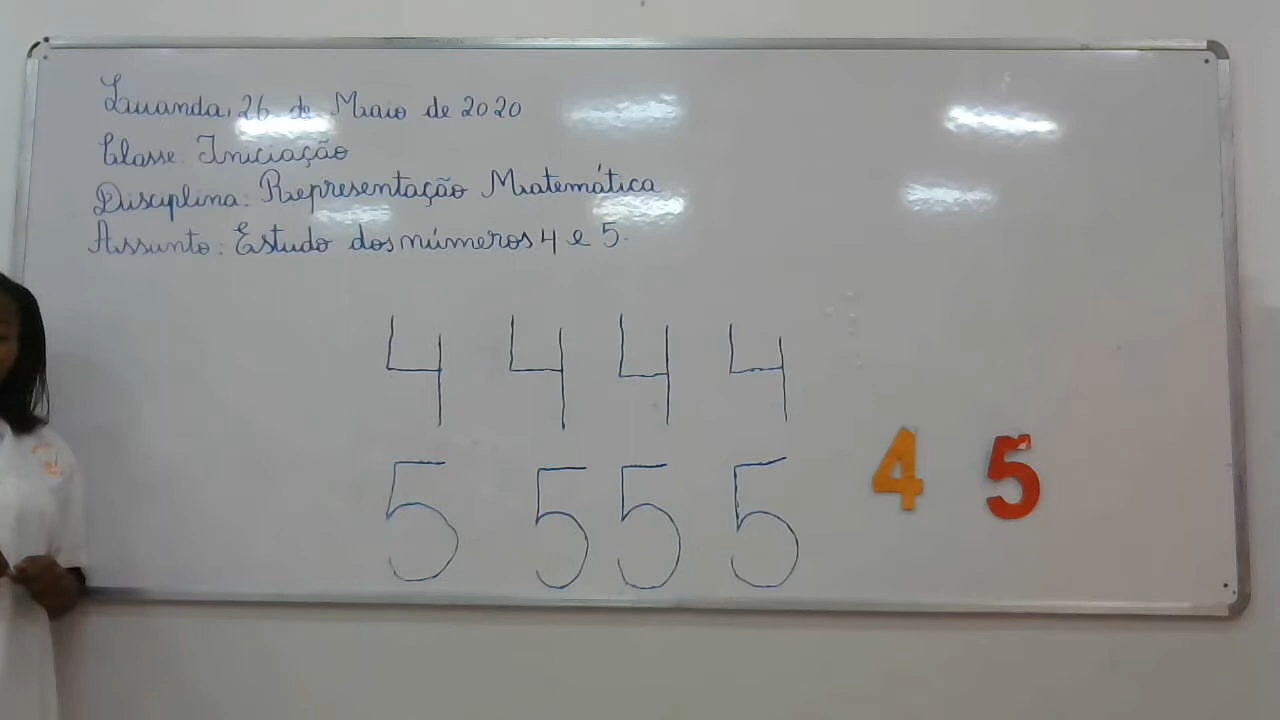 Luanda, 26 de Maio de 2020
Classe: Iniciação
Disciplina: Representação Matemática
Assunto: Estudo dos números 4 e 5.
4 4 4 4
5 5 5 5
4 5